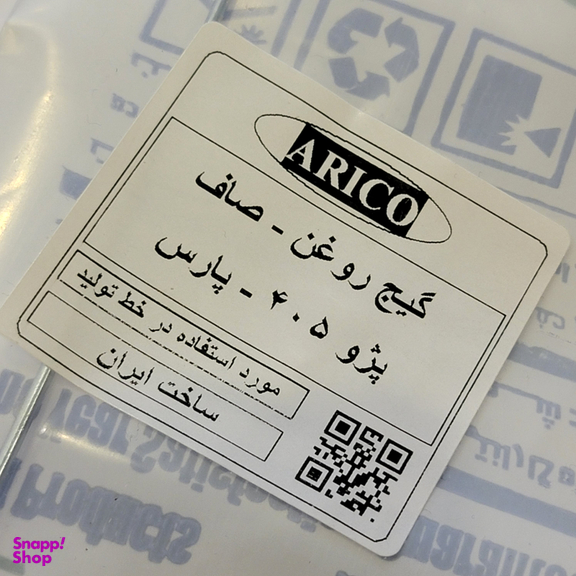 ARICO
گیج روغن - صاف
پژو ۴۰۵ - پارس
مورد استفاده در خط تولید
ساخت ایران
Snapp!
Shop